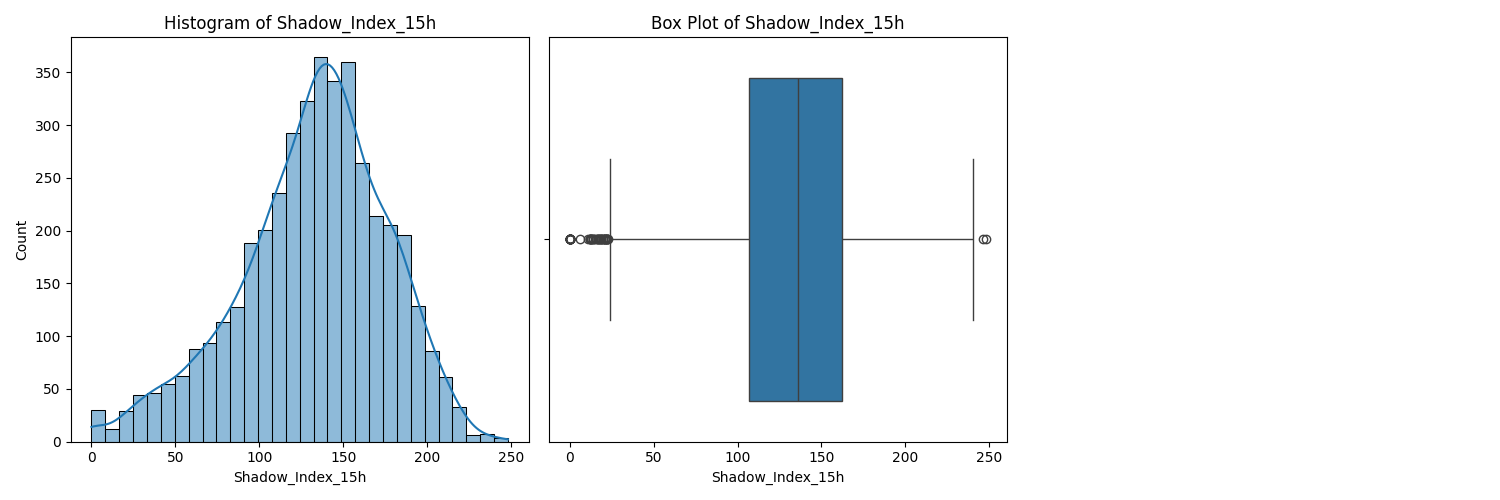 Histogram of Shadow_Index_15h
350
300
250
200
150
100
50
0
Count
0 50 100 150 200 250
Shadow_Index_15h
Box Plot of Shadow_Index_15h
0 50 100 150 200 250
Shadow_Index_15h